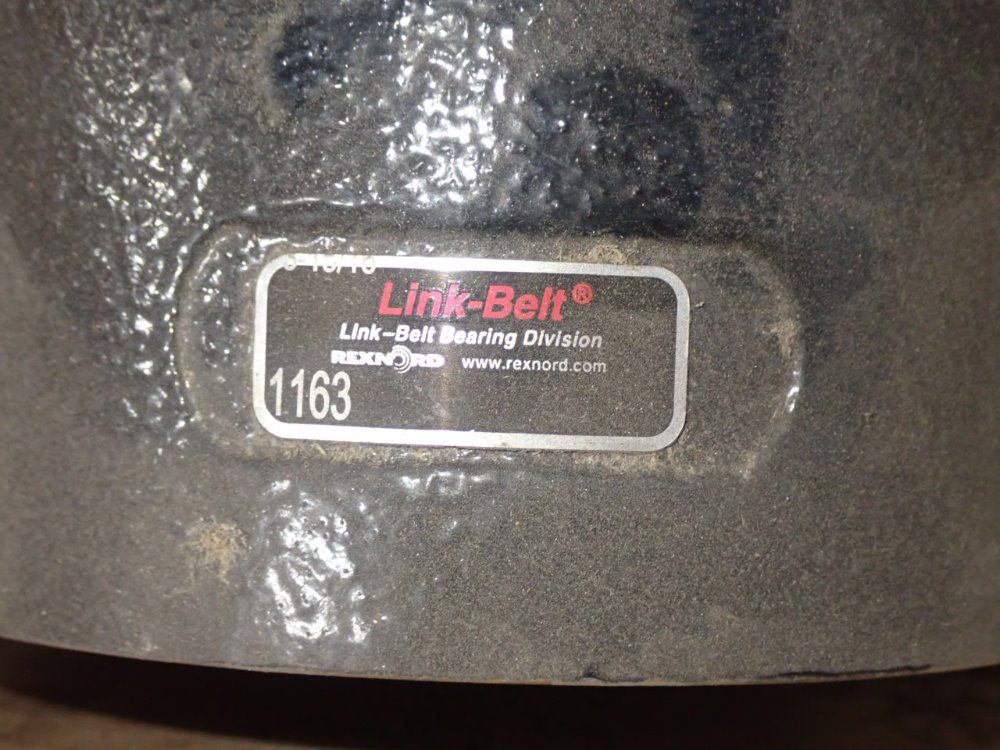 Link-Belt®
Link-Belt Bearing Division
REXNORD www.rexnord.com
1163